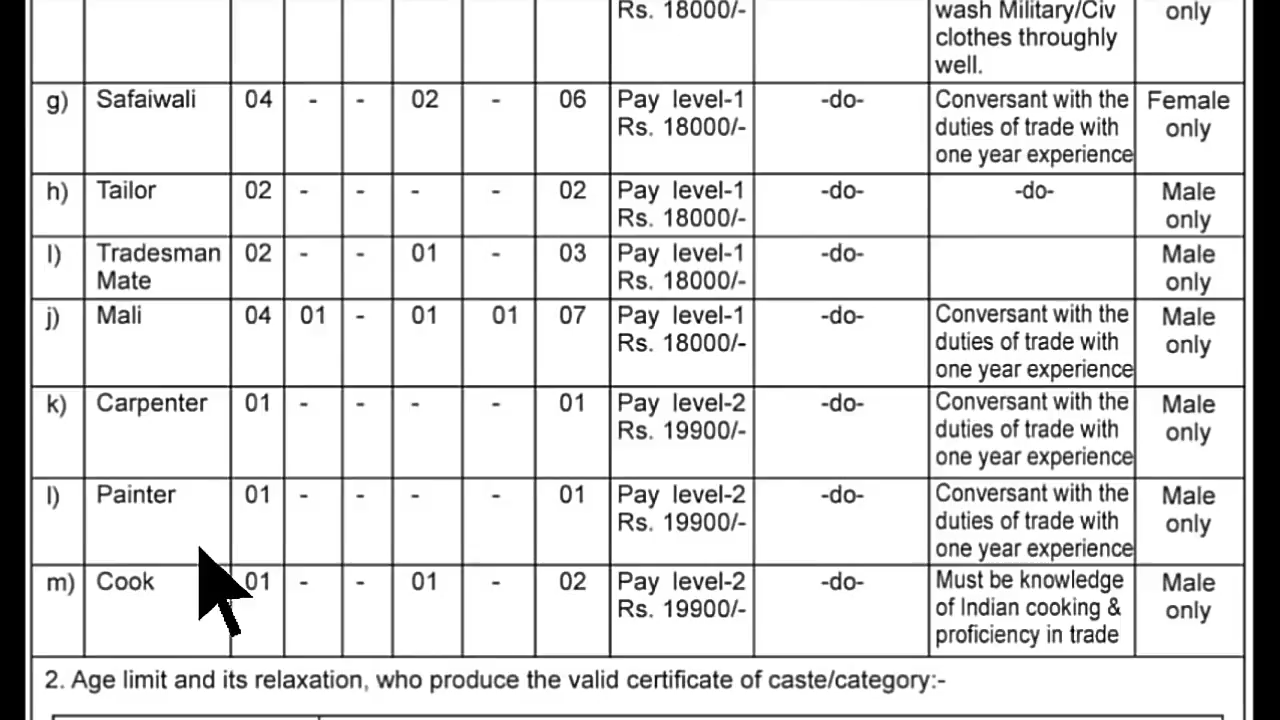 Rs. 18000/- wash Military/Civ only
clothes throughly
well.
g) Safaiwali 04 - - 02 - 06 Pay level-1 -do- Conversant with the Female
Rs. 18000/- duties of trade with only
one year experience
h) Tailor 02 - - - - 02 Pay level-1 -do- -do- Male
Rs. 18000/- only
l) Tradesman 02 - - 01 - 03 Pay level-1 -do- Male
Mate Rs. 18000/- only
j) Mali 04 01 - 01 01 07 Pay level-1 -do- Conversant with the Male
Rs. 18000/- duties of trade with only
one year experience
k) Carpenter 01 - - - - 01 Pay level-2 -do- Conversant with the Male
Rs. 19900/- duties of trade with only
one year experience
l) Painter 01 - - - - 01 Pay level-2 -do- Conversant with the Male
Rs. 19900/- duties of trade with only
one year experience
m) Cook 01 - - 01 - 02 Pay level-2 -do- Must be knowledge Male
Rs. 19900/- of Indian cooking & only
proficiency in trade
2. Age limit and its relaxation, who produce the valid certificate of caste/category:-